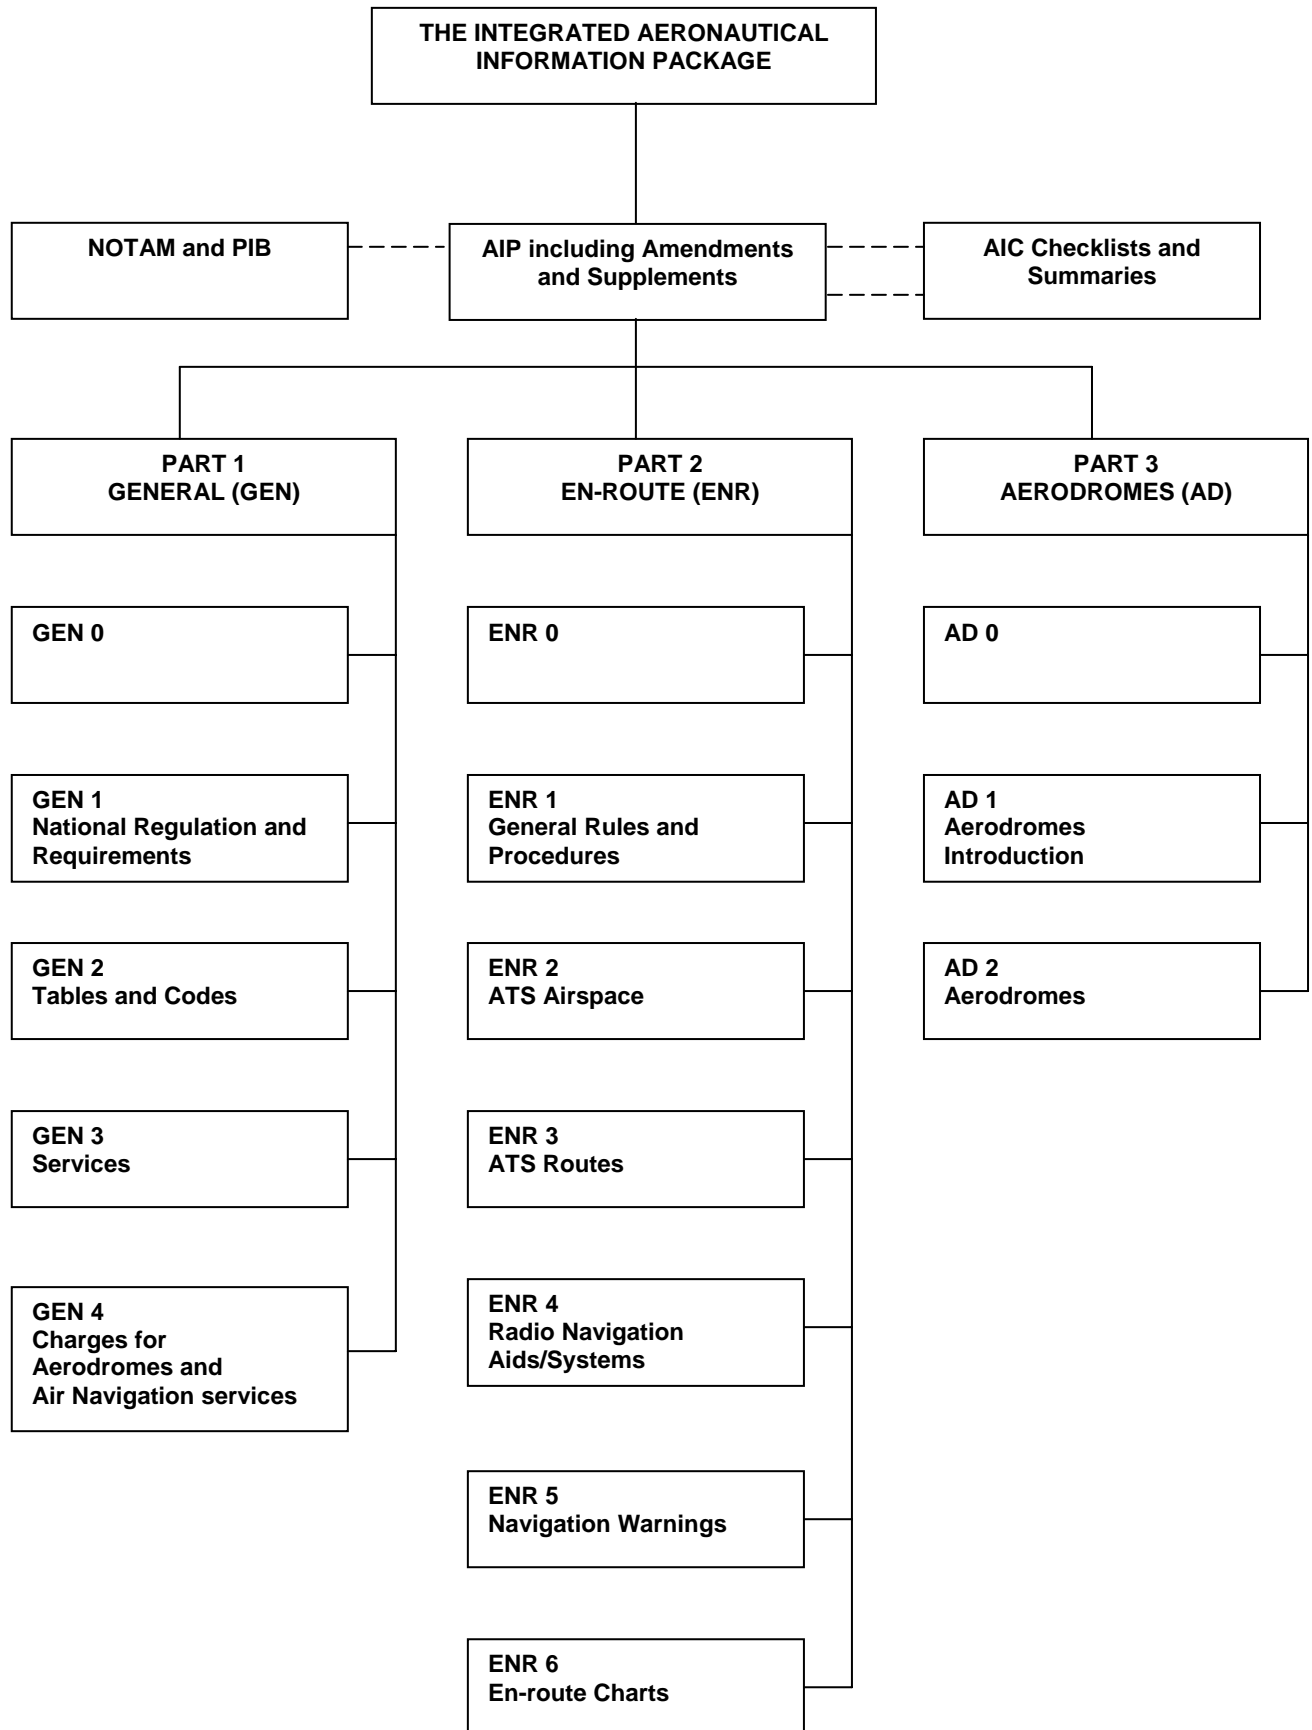 THE INTEGRATED AERONAUTICAL
INFORMATION PACKAGE
NOTAM and PIB
AIP including Amendments
and Supplements
AIC Checklists and
Summaries
PART 1
GENERAL (GEN)
PART 2
EN-ROUTE (ENR)
PART 3
AERODROMES (AD)
GEN 0
ENR 0
AD 0
GEN 1
National Regulation and
Requirements
ENR 1
General Rules and
Procedures
AD 1
Aerodromes
Introduction
GEN 2
Tables and Codes
ENR 2
ATS Airspace
AD 2
Aerodromes
GEN 3
Services
ENR 3
ATS Routes
GEN 4
Charges for
Aerodromes and
Air Navigation services
ENR 4
Radio Navigation
Aids/Systems
ENR 5
Navigation Warnings
ENR 6
En-route Charts